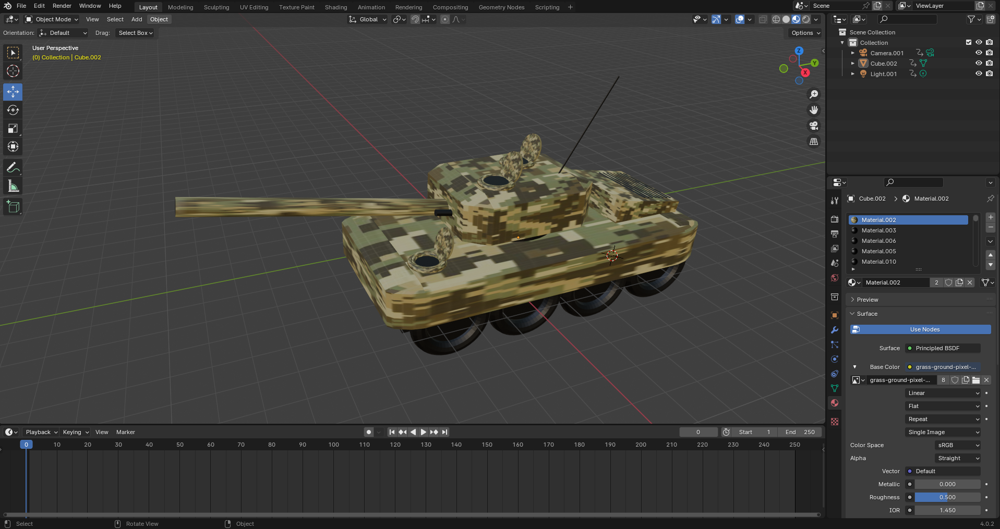 File Edit Render Window Help Layout Modeling Sculpting UV Editing Texture Paint Shading Animation Rendering Compositing Geometry Nodes Scripting + Scene ViewLayer
Object Mode View Select Add Object Global
Orientation: Default Drag: Select Box Options
User Perspective
(0) Collection | Cube.002
Z
Y
X
Scene Collection
Collection
Camera.001
Cube.002
Light.001
Cube.002 > Material.002
Material.002
Material.003
Material.006
Material.005
Material.010
Material.002 2
Preview
Surface
Use Nodes
Surface Principled BSDF
Base Color grass-ground-pixel-...
grass-ground-pixel-... 8
Linear
Flat
Repeat
Single Image
Color Space sRGB
Alpha Straight
Vector Default
Metallic 0.000
Roughness 0.500
IOR 1.450
Playback Keying View Marker 0 Start 1 End 250
0 10 20 30 40 50 60 70 80 90 100 110 120 130 140 150 160 170 180 190 200 210 220 230 240 250
Select Rotate View Object 4.0.2